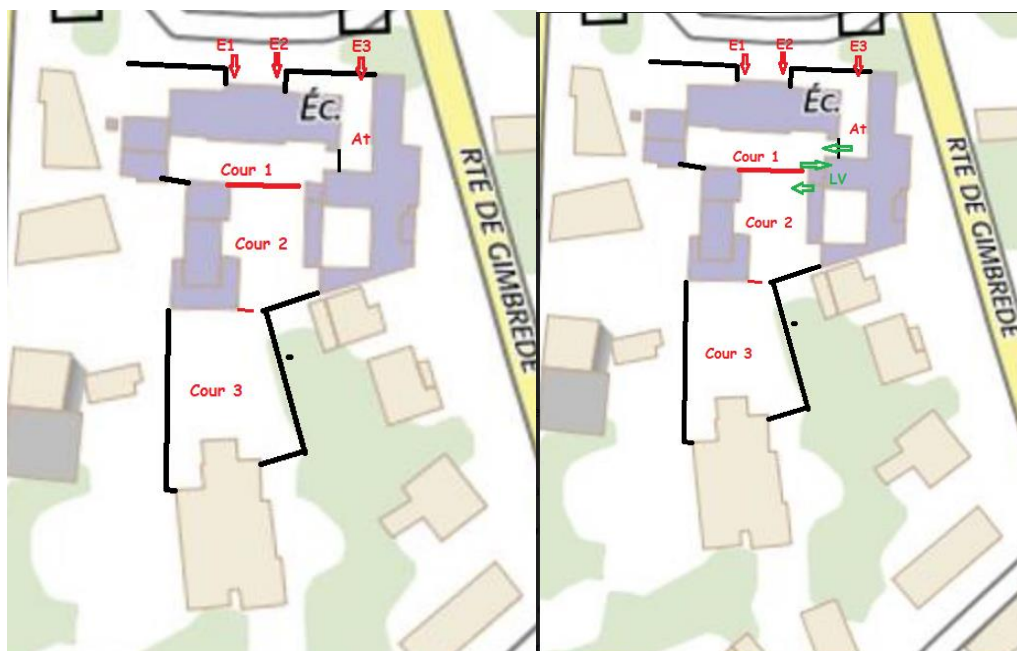 E1
E2
E3
Éc.
At
Cour 1
Cour 2
Cour 3
RTE DE GIMBREDE
E1
E2
E3
Éc.
At
Cour 1
LV
Cour 2
Cour 3
RTE DE GIMBREDE